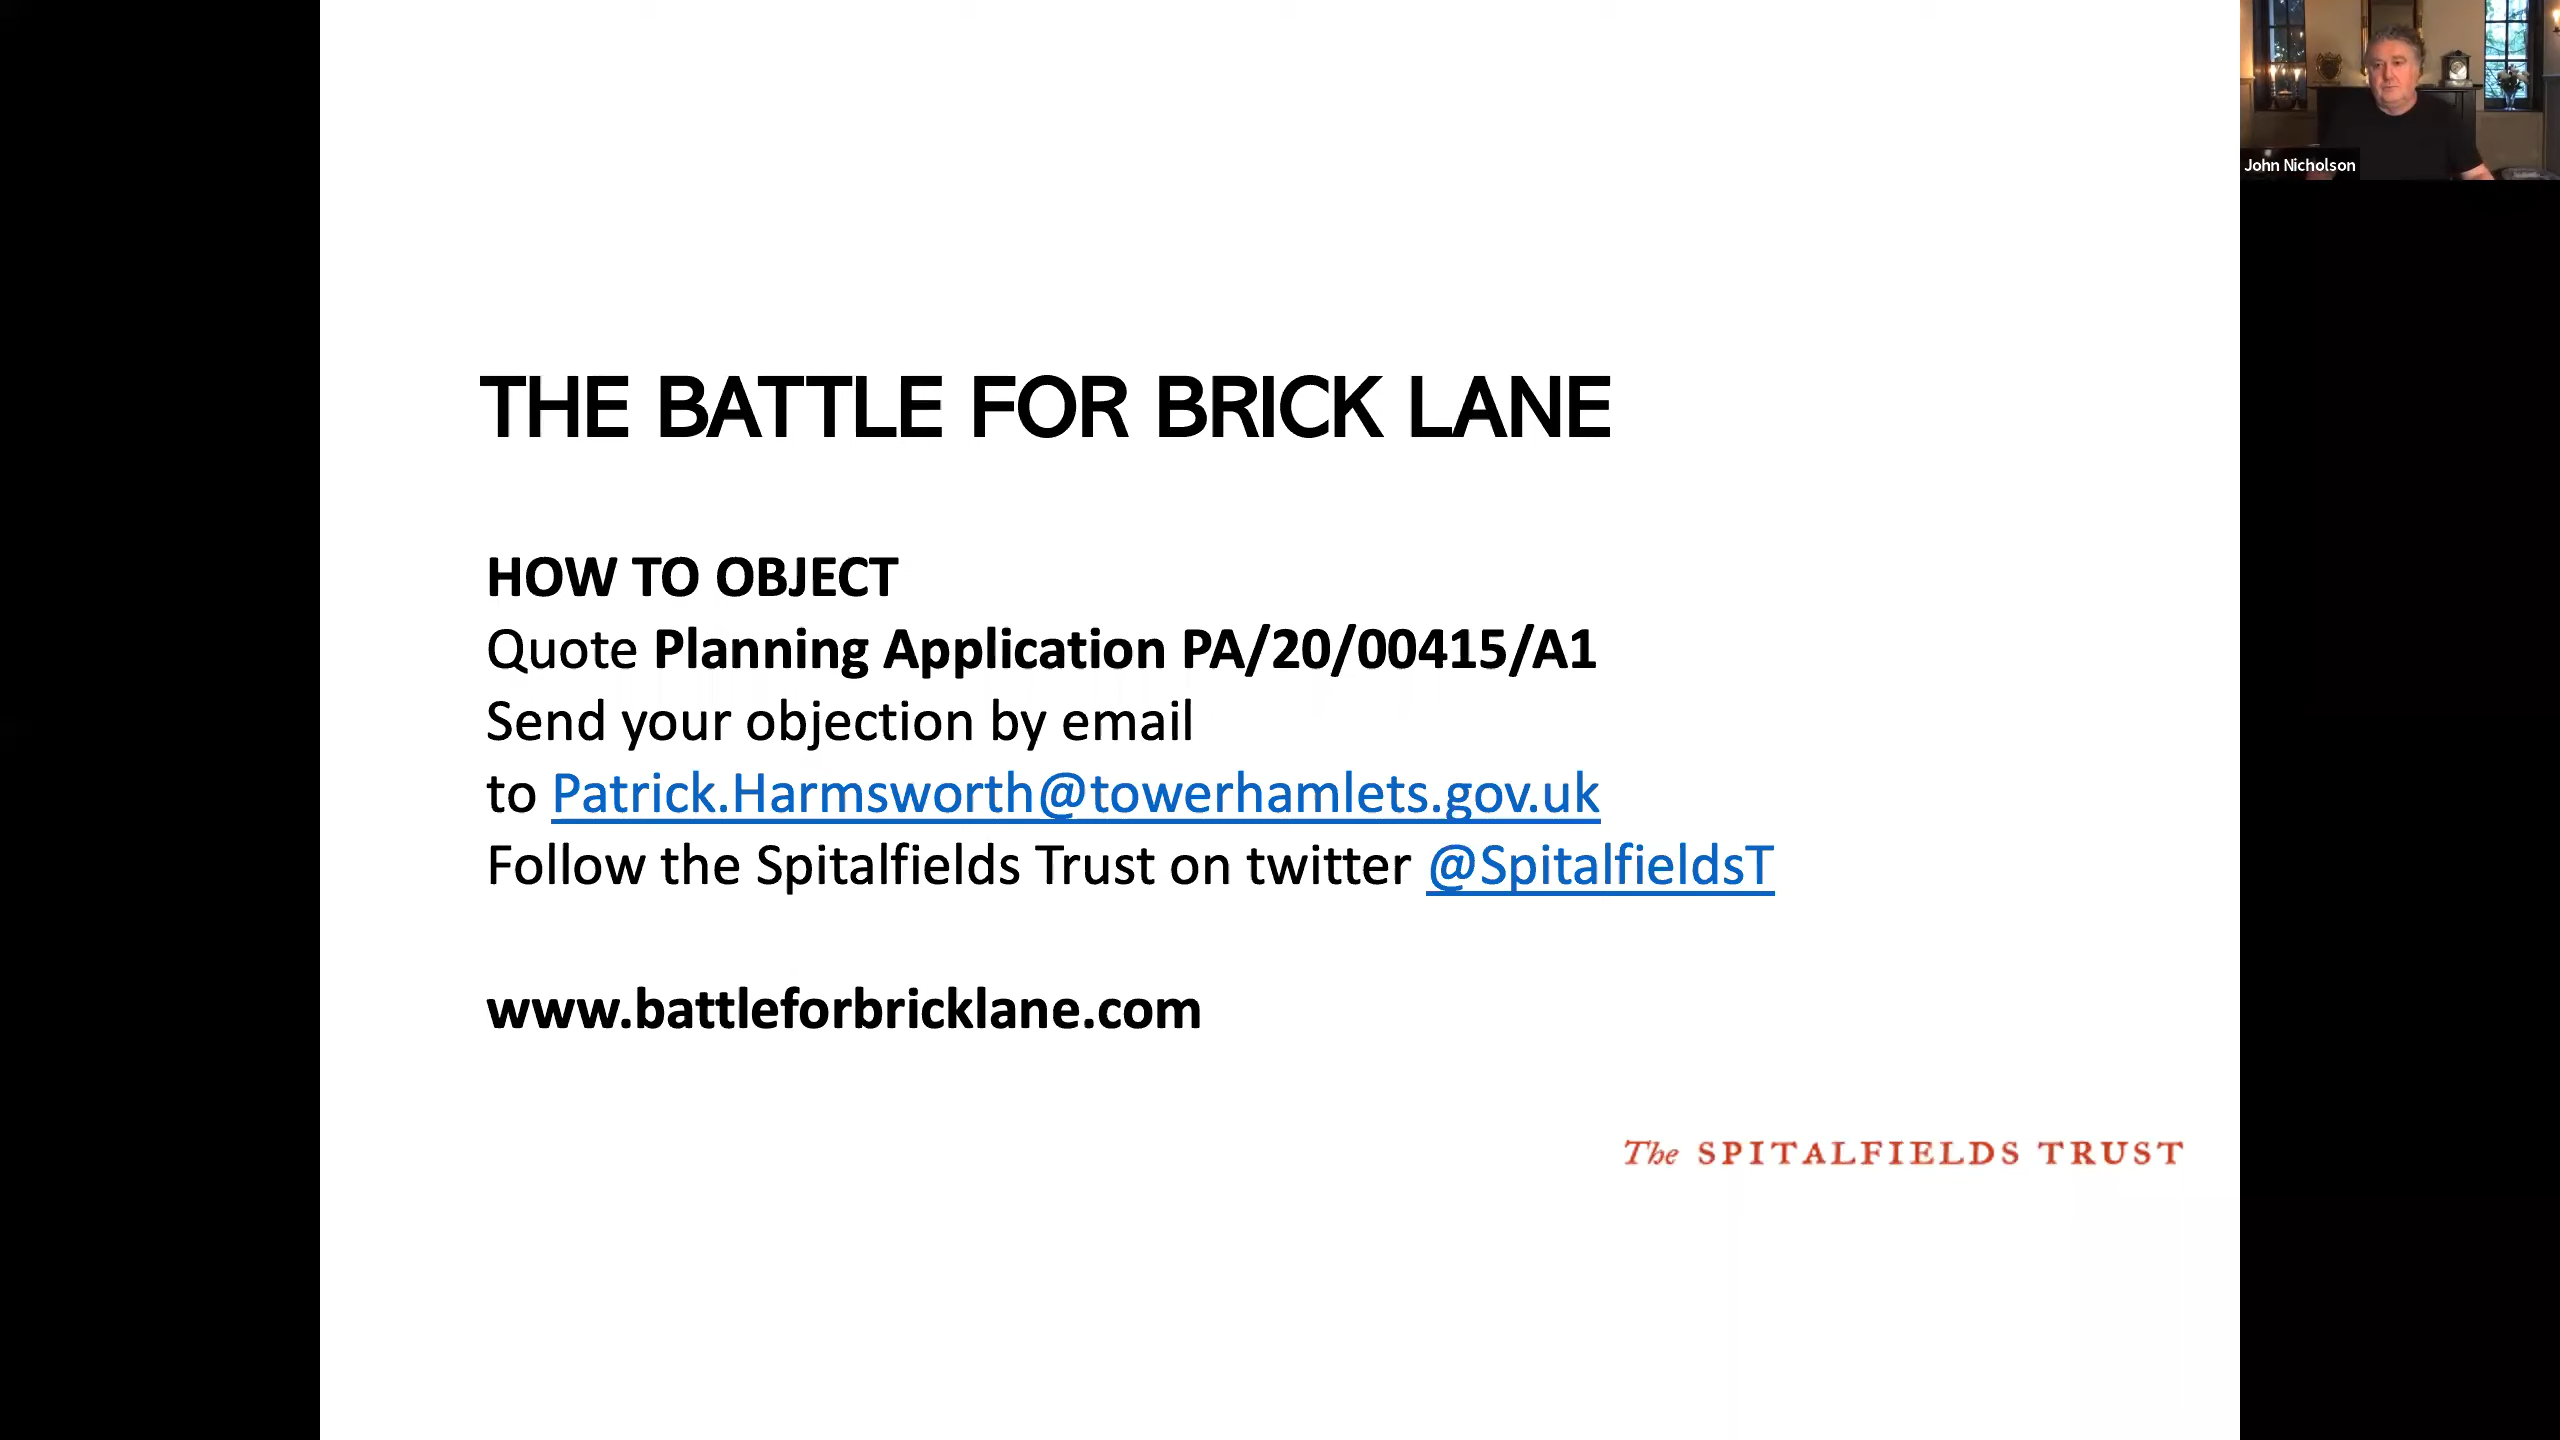 John Nicholson
THE BATTLE FOR BRICK LANE
HOW TO OBJECT
Quote Planning Application PA/20/00415/A1
Send your objection by email
to Patrick.Harmsworth@towerhamlets.gov.uk
Follow the Spitalfields Trust on twitter @SpitalfieldsT
www.battleforbricklane.com
The SPITALFIELDS TRUST